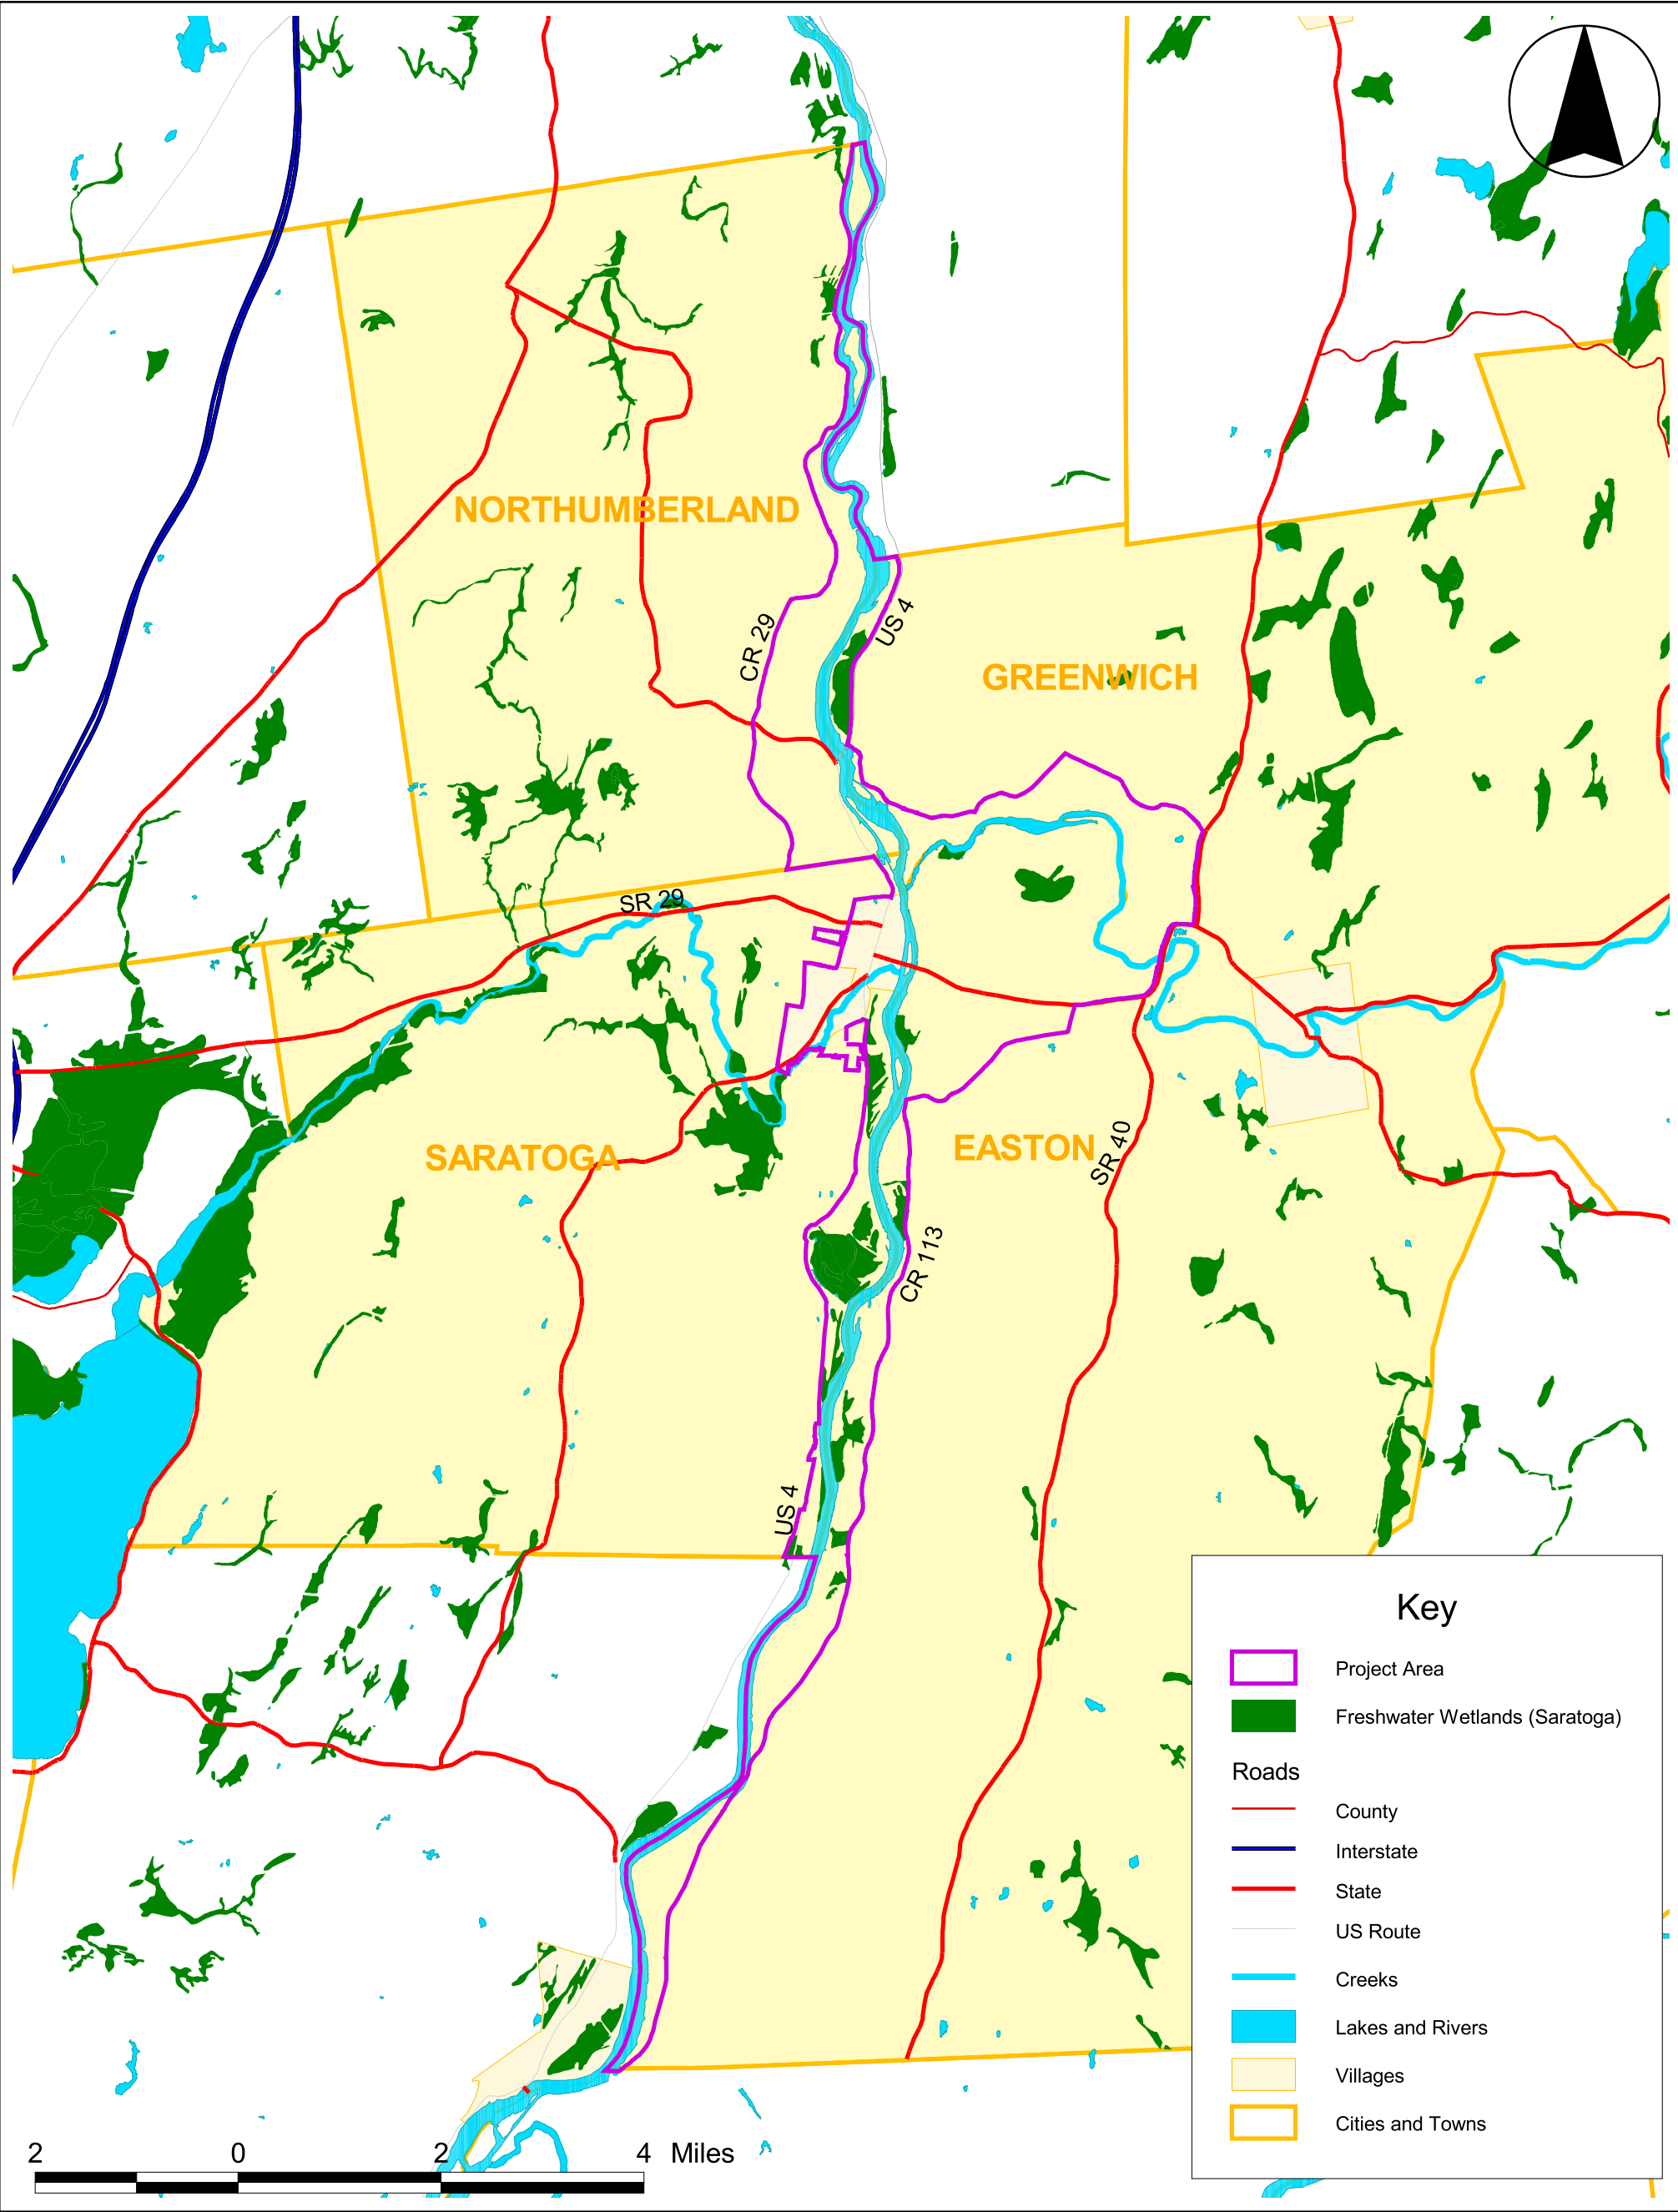 NORTHUMBERLAND
CR 29
US 4
GREENWICH
SR 29
SARATOGA
EASTON
SR 40
CR 113
US 4
Key
Project Area
Freshwater Wetlands (Saratoga)
Roads
County
Interstate
State
US Route
Creeks
Lakes and Rivers
Villages
Cities and Towns
2 0 2 4 Miles